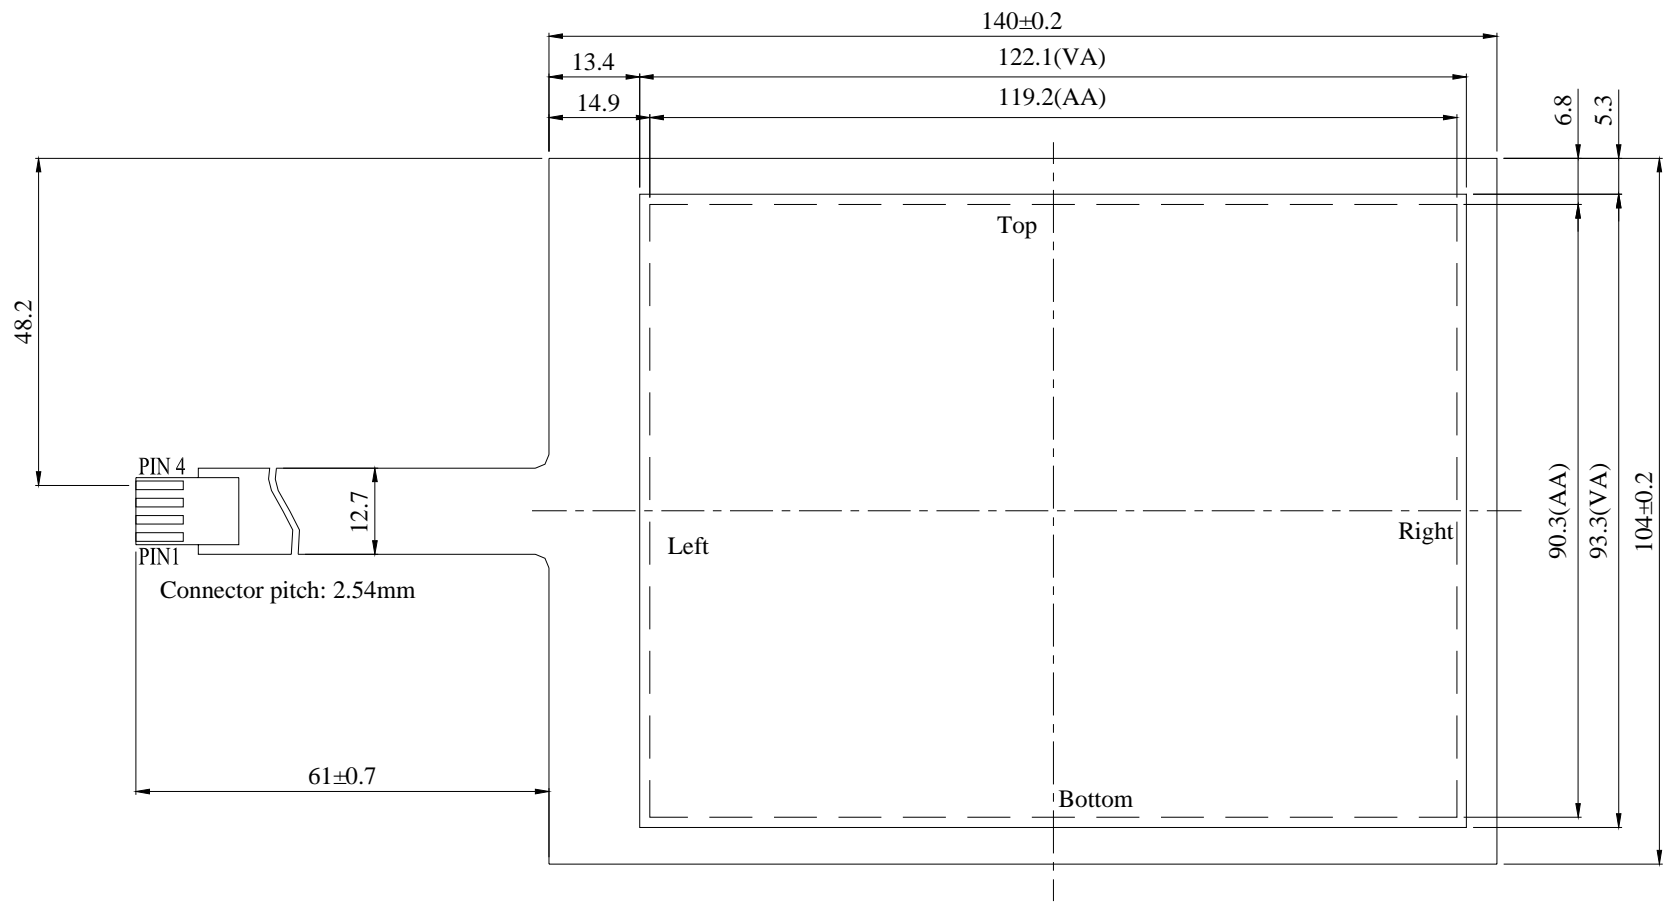 140±0.2
13.4
122.1(VA)
14.9
119.2(AA)
6.8
5.3
Top
48.2
PIN 4
12.7
PIN1
Connector pitch: 2.54mm
Left
Right
90.3(AA)
93.3(VA)
104±0.2
61±0.7
Bottom